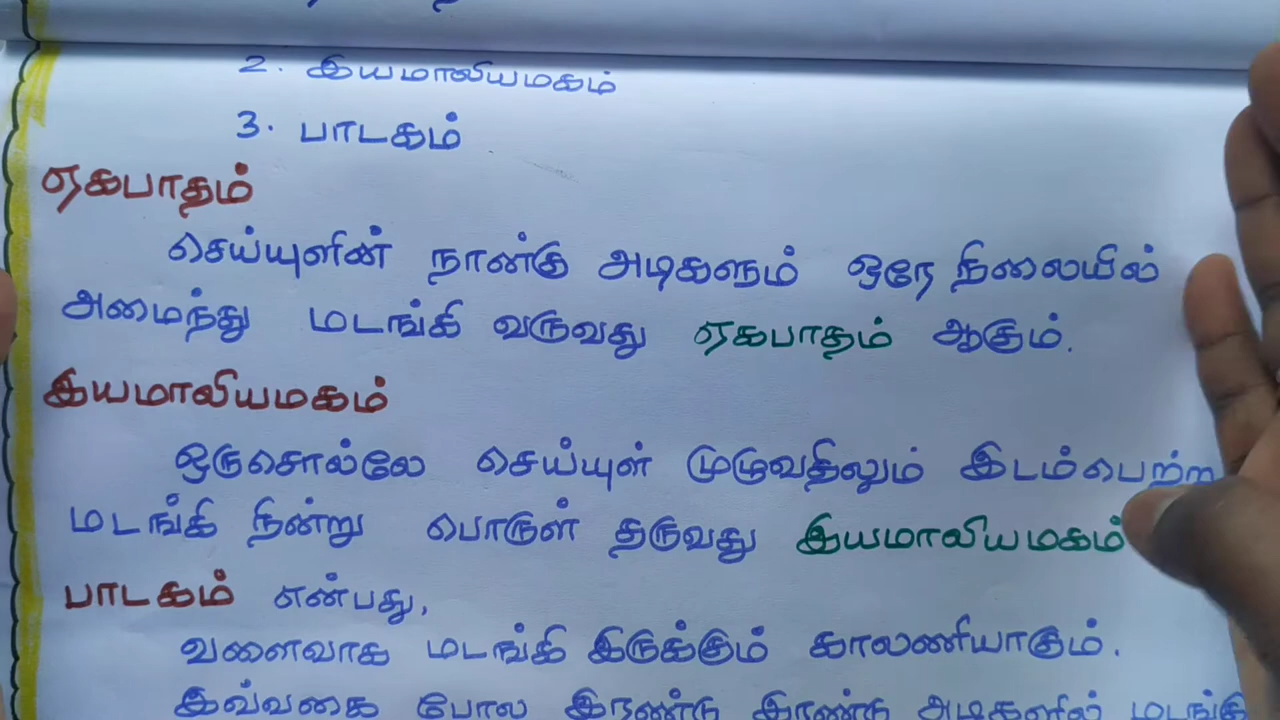 2. இயமாலியமகம்
3. பாடகம்
ஏகபாதம்
செய்யுளின் நான்கு அடிகளும் ஒரே நிலையில்
அமைந்து மடங்கி வருவது ஏகபாதம் ஆகும்.
இயமாலியமகம்
ஒருசொல்லே செய்யுள் முழுவதிலும் இடம்பெற்று
மடங்கி நின்று பொருள் தருவது இயமாலியமகம்
பாடகம் என்பது,
வளைவாக மடங்கி இருக்கும் காலணியாகும்.
இவ்வகை போல இரண்டு இரண்டு அடிகளில் மடங்கி